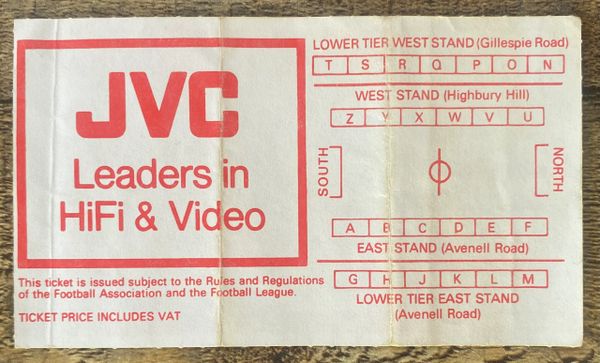 JVC
Leaders in
HiFi & Video
This ticket is issued subject to the Rules and Regulations
of the Football Association and the Football League.
TICKET PRICE INCLUDES VAT
LOWER TIER WEST STAND (Gillespie Road)
T S R Q P O N
WEST STAND (Highbury Hill)
Z Y X W V U
SOUTH
NORTH
A B C D E F
EAST STAND (Avenell Road)
G H J K L M
LOWER TIER EAST STAND
(Avenell Road)